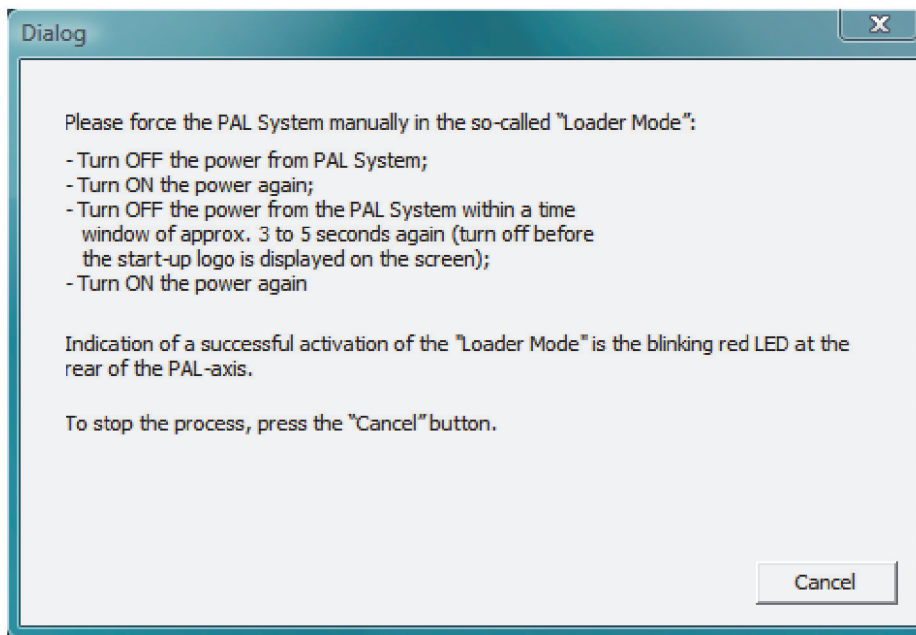 Dialog
X
Please force the PAL System manually in the so-called “Loader Mode”:
- Turn OFF the power from PAL System;
- Turn ON the power again;
- Turn OFF the power from the PAL System within a time
window of approx. 3 to 5 seconds again (turn off before
the start-up logo is displayed on the screen);
- Turn ON the power again
Indication of a successful activation of the "Loader Mode" is the blinking red LED at the
rear of the PAL-axis.
To stop the process, press the “Cancel” button.
Cancel